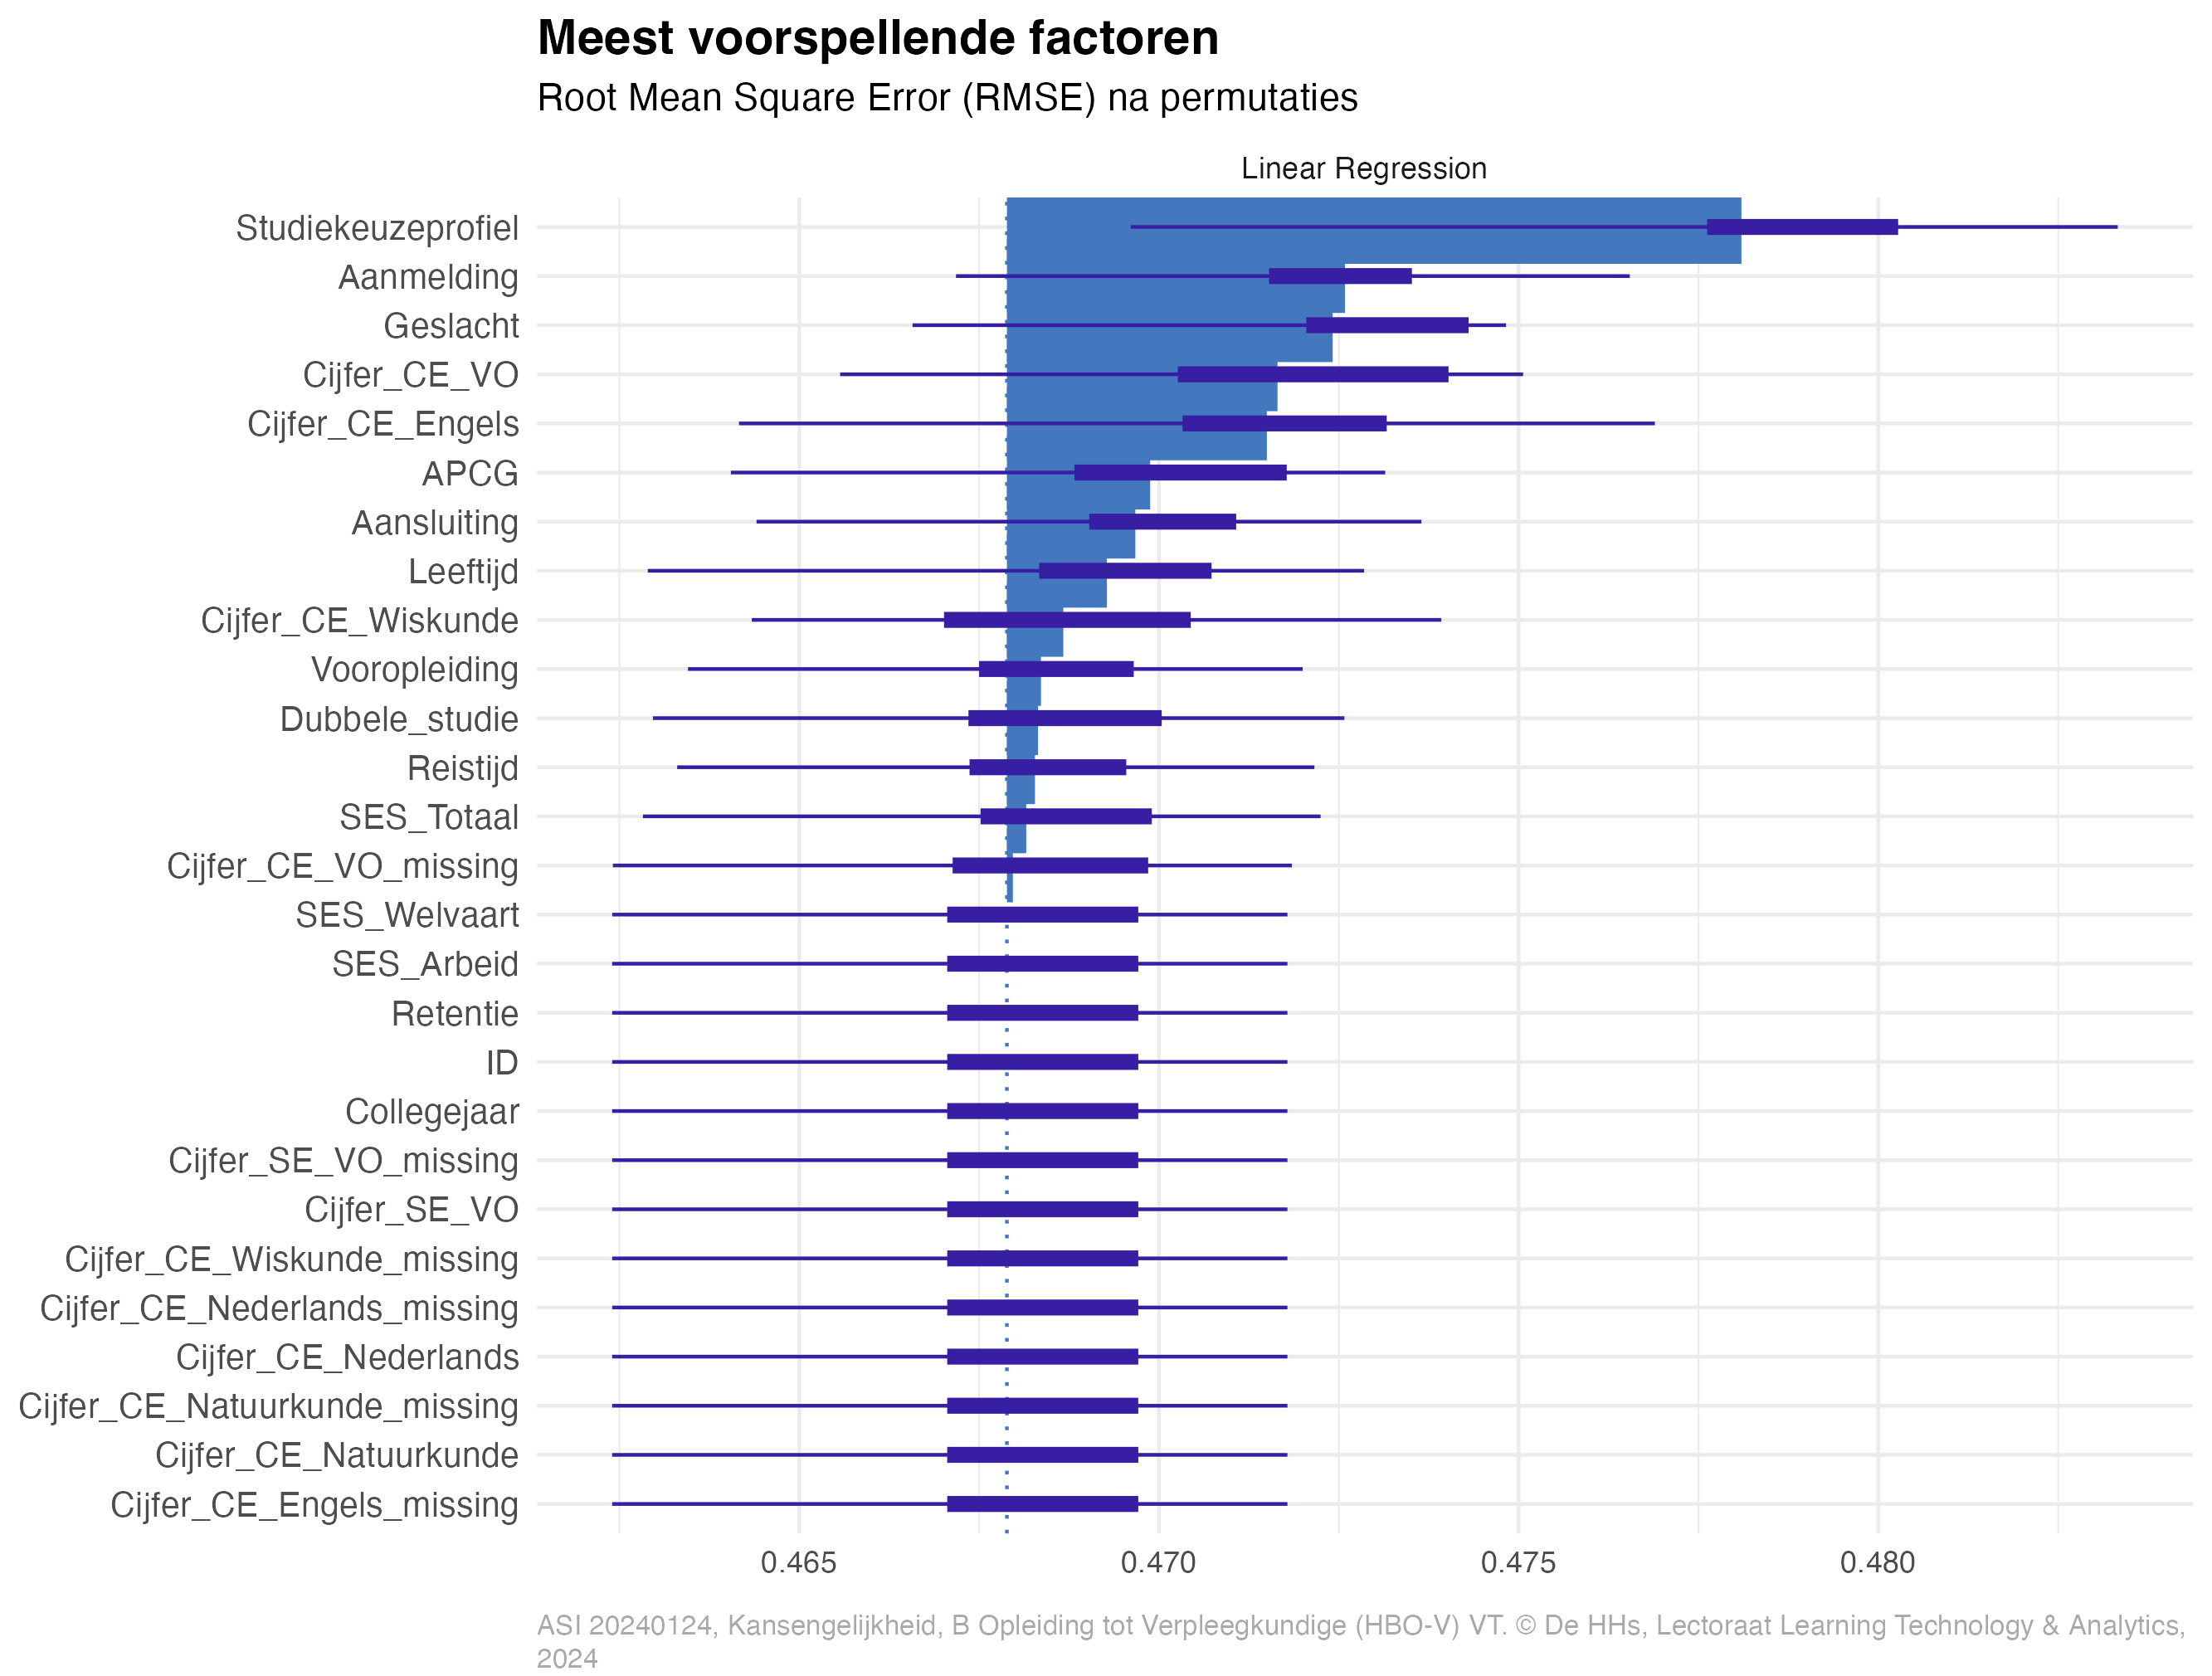 Meest voorspellende factoren
Root Mean Square Error (RMSE) na permutaties
Linear Regression
Studiekeuzeprofiel
Aanmelding
Geslacht
Cijfer_CE_VO
Cijfer_CE_Engels
APCG
Aansluiting
Leeftijd
Cijfer_CE_Wiskunde
Vooropleiding
Dubbele_studie
Reistijd
SES_Totaal
Cijfer_CE_VO_missing
SES_Welvaart
SES_Arbeid
Retentie
ID
Collegejaar
Cijfer_SE_VO_missing
Cijfer_SE_VO
Cijfer_CE_Wiskunde_missing
Cijfer_CE_Nederlands_missing
Cijfer_CE_Nederlands
Cijfer_CE_Natuurkunde_missing
Cijfer_CE_Natuurkunde
Cijfer_CE_Engels_missing
0.465 0.470 0.475 0.480
ASI 20240124, Kansengelijkheid, B Opleiding tot Verpleegkundige (HBO-V) VT. © De HHs, Lectoraat Learning Technology & Analytics,
2024